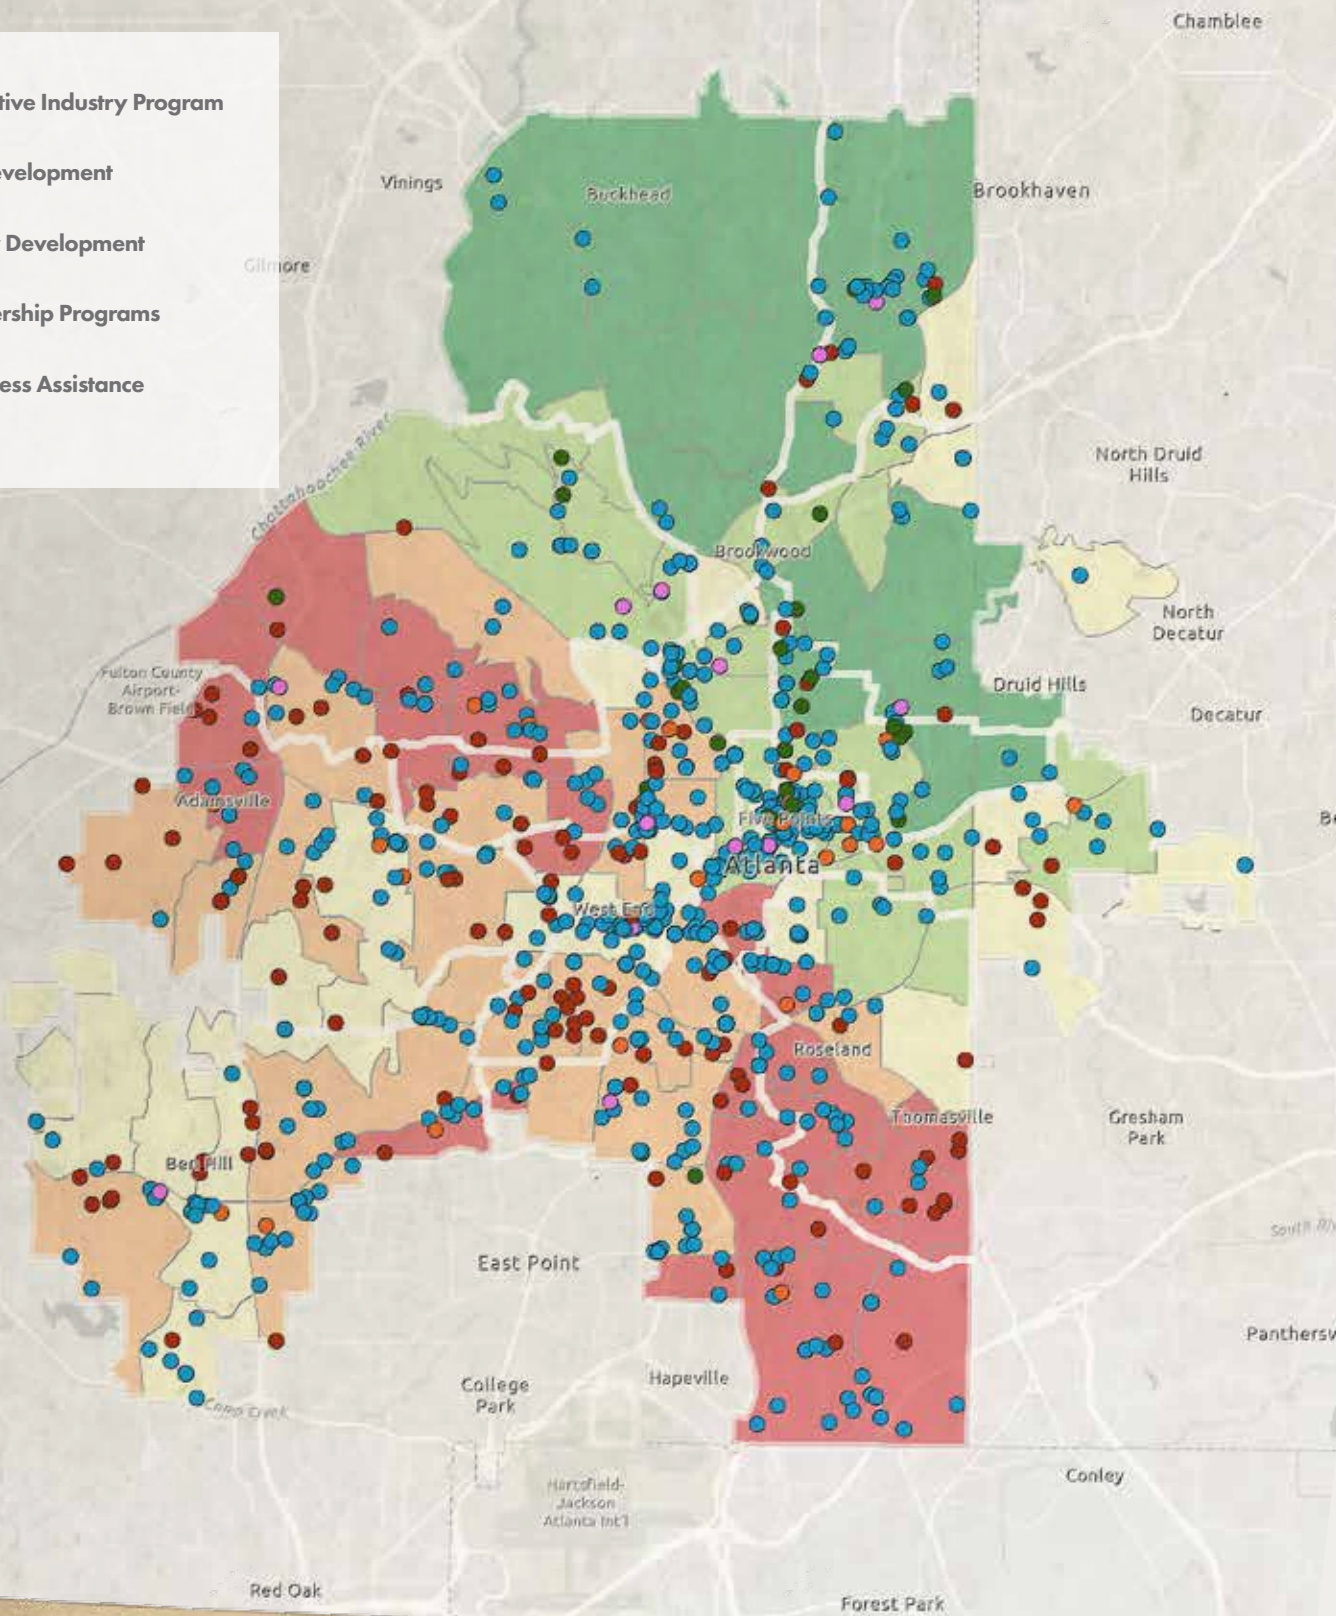 Chamblee
tive Industry Program
velopment
Development
ership Programs
ess Assistance
Vinings
Buckhead
Brookhaven
Gilmore
Chattahoochee River
North Druid
Hills
Brookwood
North
Decatur
Fulton County
Airport-
Brown Field
Druid Hills
Decatur
Adamsville
Five Points
Atlanta
West End
Roseland
Thomasville
Gresham
Park
Ben Hill
East Point
South Riv
Panthersv
College
Park
Hapeville
Camp Creek
Conley
Hartsfield-
Jackson
Atlanta Int'l
Red Oak
Forest Park